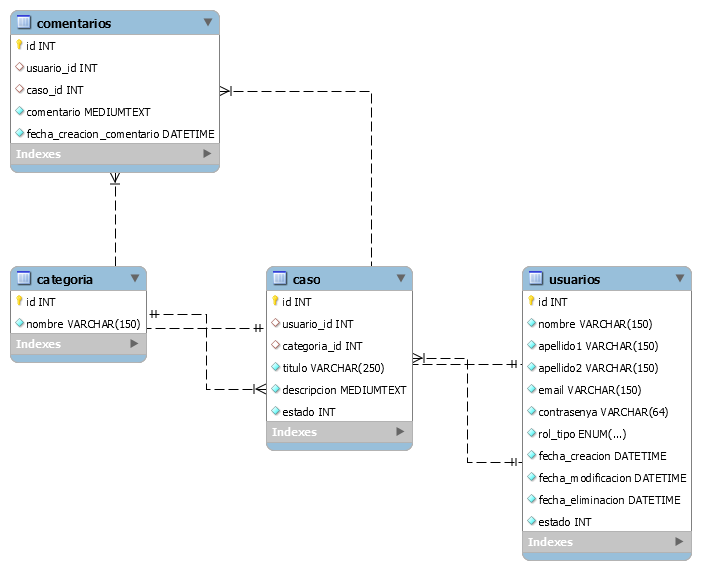 comentarios
id INT
usuario_id INT
caso_id INT
comentario MEDIUMTEXT
fecha_creacion_comentario DATETIME
Indexes
categoria
id INT
nombre VARCHAR(150)
Indexes
caso
id INT
usuario_id INT
categoria_id INT
titulo VARCHAR(250)
descripcion MEDIUMTEXT
estado INT
Indexes
usuarios
id INT
nombre VARCHAR(150)
apellido1 VARCHAR(150)
apellido2 VARCHAR(150)
email VARCHAR(150)
contrasenya VARCHAR(64)
rol_tipo ENUM(...)
fecha_creacion DATETIME
fecha_modificacion DATETIME
fecha_eliminacion DATETIME
estado INT
Indexes